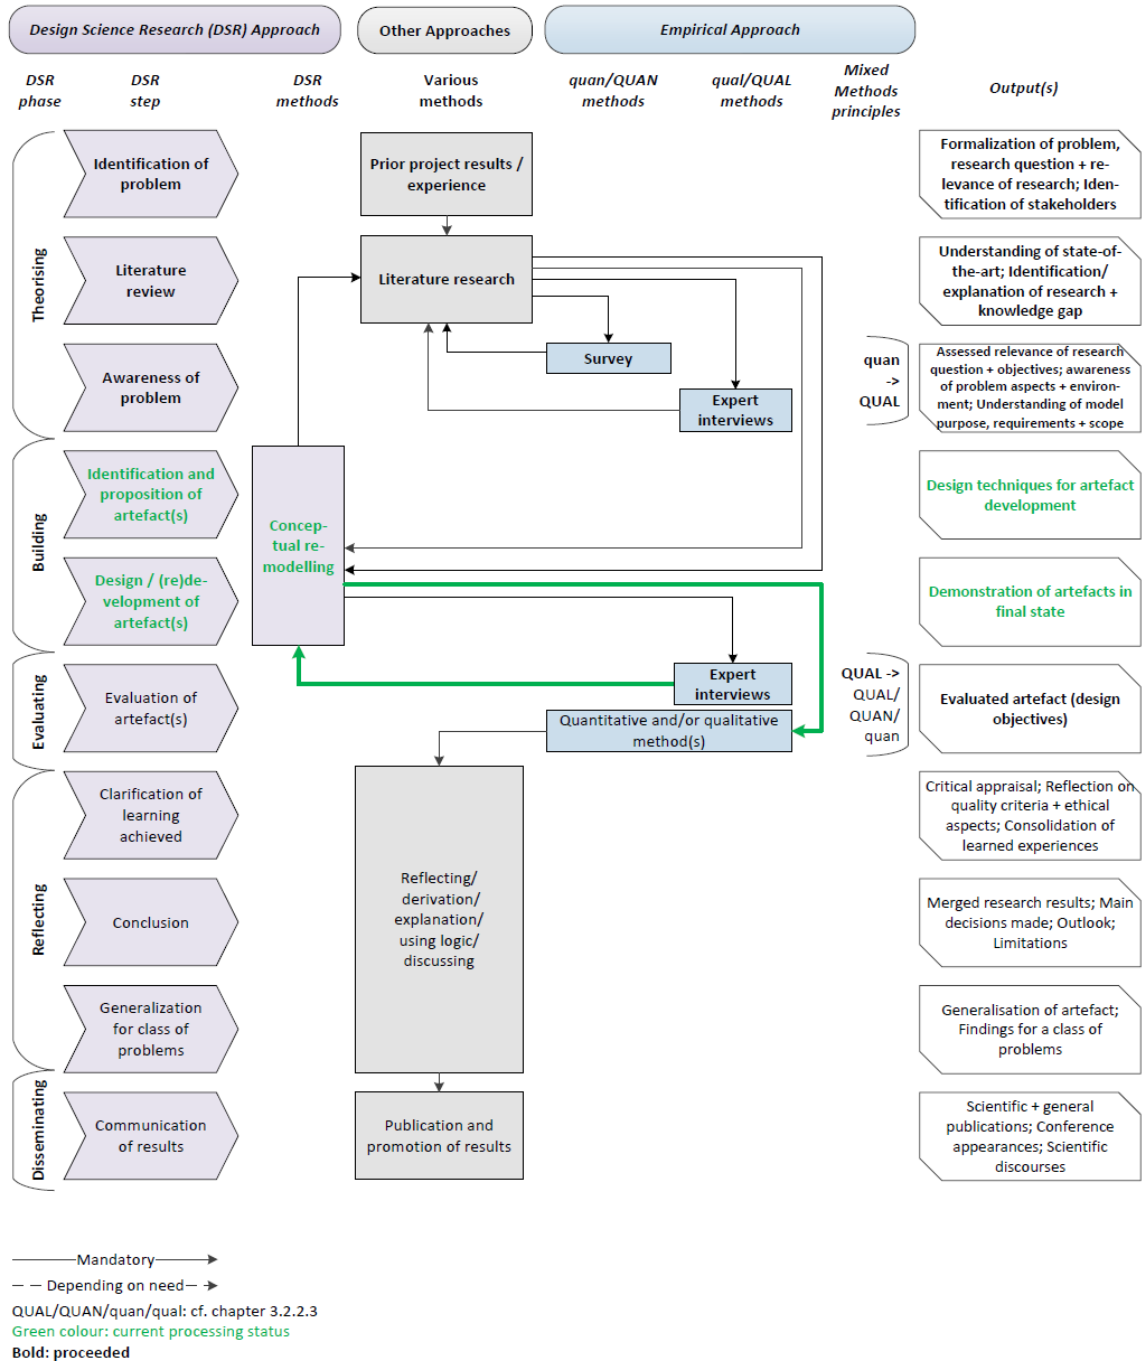 Design Science Research (DSR) Approach
Other Approaches
Empirical Approach
DSR
phase
DSR
step
DSR
methods
Various
methods
quan/QUAN
methods
qual/QUAL
methods
Mixed
Methods
principles
Output(s)
Theorising
Identification of
problem
Prior project results /
experience
Formalization of problem,
research question + re-
levance of research; Iden-
tification of stakeholders
Literature
review
Literature research
Understanding of state-of-
the-art; Identification/
explanation of research +
knowledge gap
Awareness of
problem
Survey
Expert
interviews
quan
->
QUAL
Assessed relevance of research
question + objectives; awareness
of problem aspects + environ-
ment; Understanding of model
purpose, requirements + scope
Building
Identification and
proposition of
artefact(s)
Concep-
tual re-
modelling
Design techniques for artefact
development
Design / (re)de-
velopment of
artefact(s)
Demonstration of artefacts in
final state
Evaluating
Evaluation of
artefact(s)
Expert
interviews
Quantitative and/or qualitative
method(s)
QUAL ->
QUAL/
QUAN/
quan
Evaluated artefact (design
objectives)
Reflecting
Clarification of
learning
achieved
Reflecting/
derivation/
explanation/
using logic/
discussing
Critical appraisal; Reflection on
quality criteria + ethical
aspects; Consolidation of
learned experiences
Conclusion
Merged research results; Main
decisions made; Outlook;
Limitations
Generalization
for class of
problems
Generalisation of artefact;
Findings for a class of
problems
Disseminating
Communication
of results
Publication and
promotion of results
Scientific + general
publications; Conference
appearances; Scientific
discourses
Mandatory
Depending on need
QUAL/QUAN/quan/qual: cf. chapter 3.2.2.3
Green colour: current processing status
Bold: proceeded